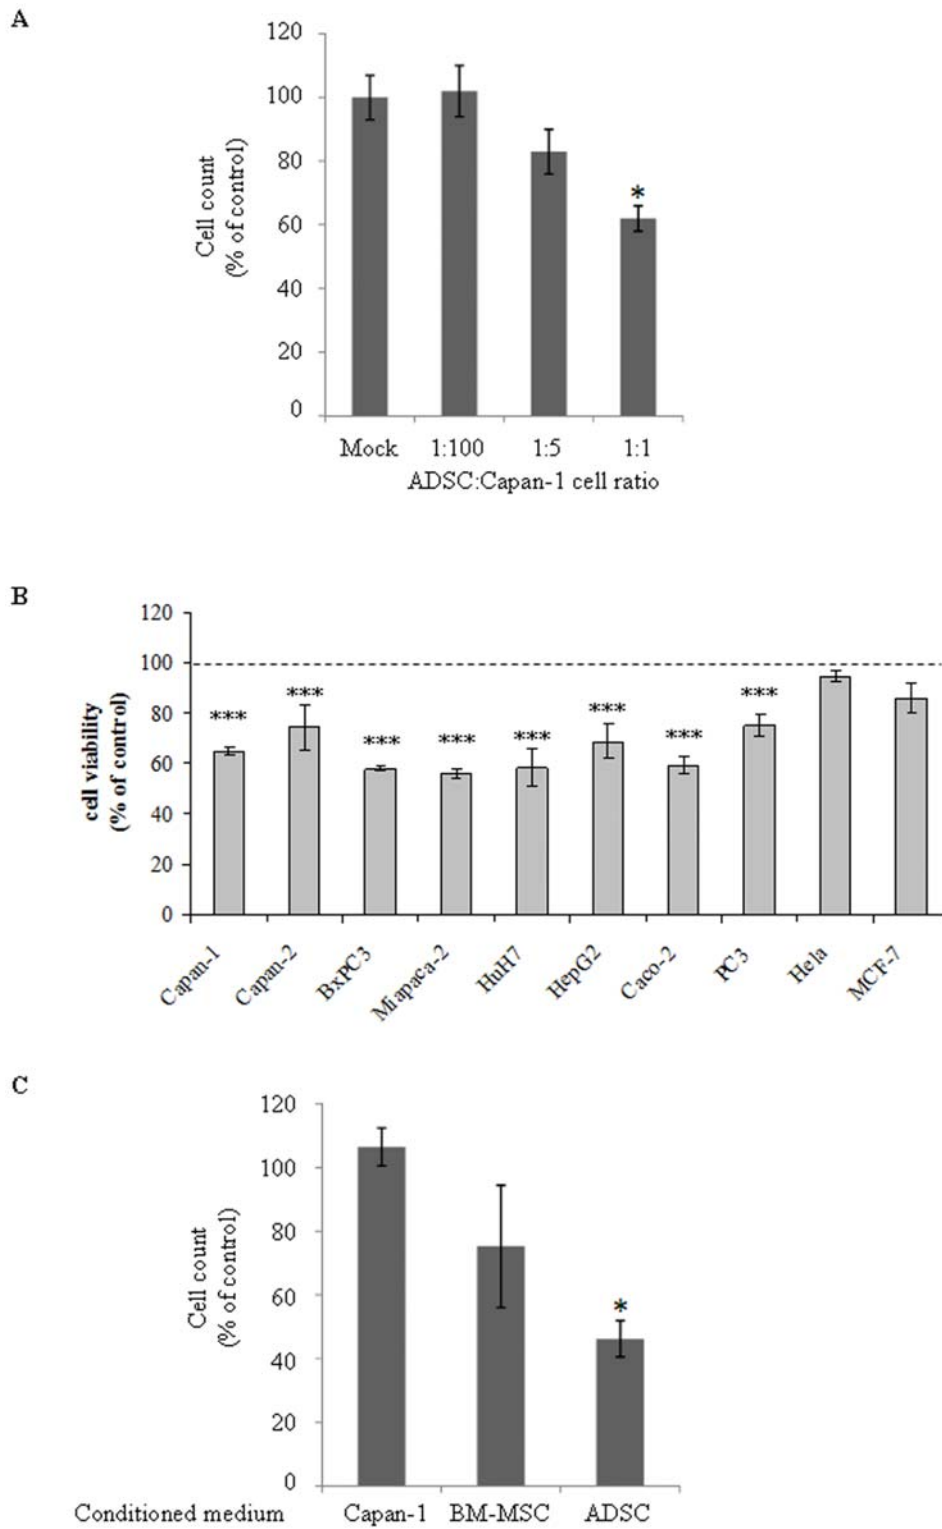 A
120
100
80
60
40
20
0
Cell count
(% of control)
*
Mock 1:100 1:5 1:1
ADSC:Capan-1 cell ratio
B
120
100
80
60
40
20
0
cell viability
(% of control)
*** *** *** *** *** *** *** ***
Capan-1 Capan-2 BxPC3 Miapaca-2 HuH7 HepG2 Caco-2 PC3 Hela MCF-7
C
120
100
80
60
40
20
0
Cell count
(% of control)
*
Conditioned medium Capan-1 BM-MSC ADSC